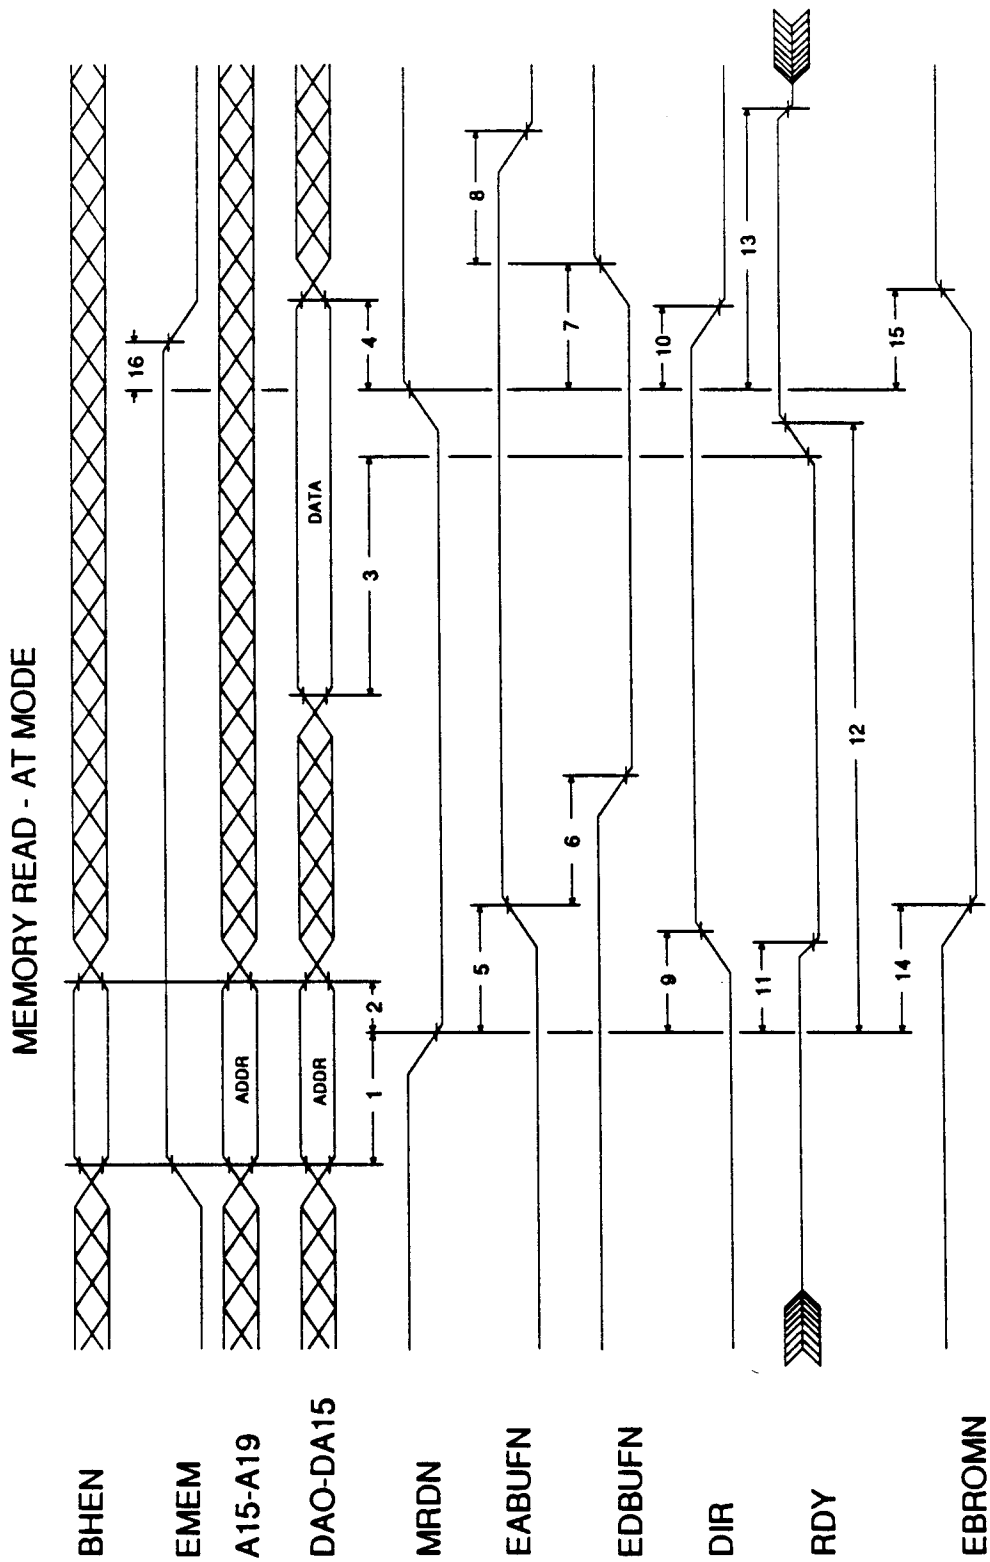 MEMORY READ - AT MODE
BHEN
EMEM
16
A15-A19
ADDR
DAO-DA15
ADDR
DATA
1
2
3
4
MRDN
EABUFN
5
8
EDBUFN
6
7
DIR
9
10
RDY
11
13
12
EBROMN
14
15